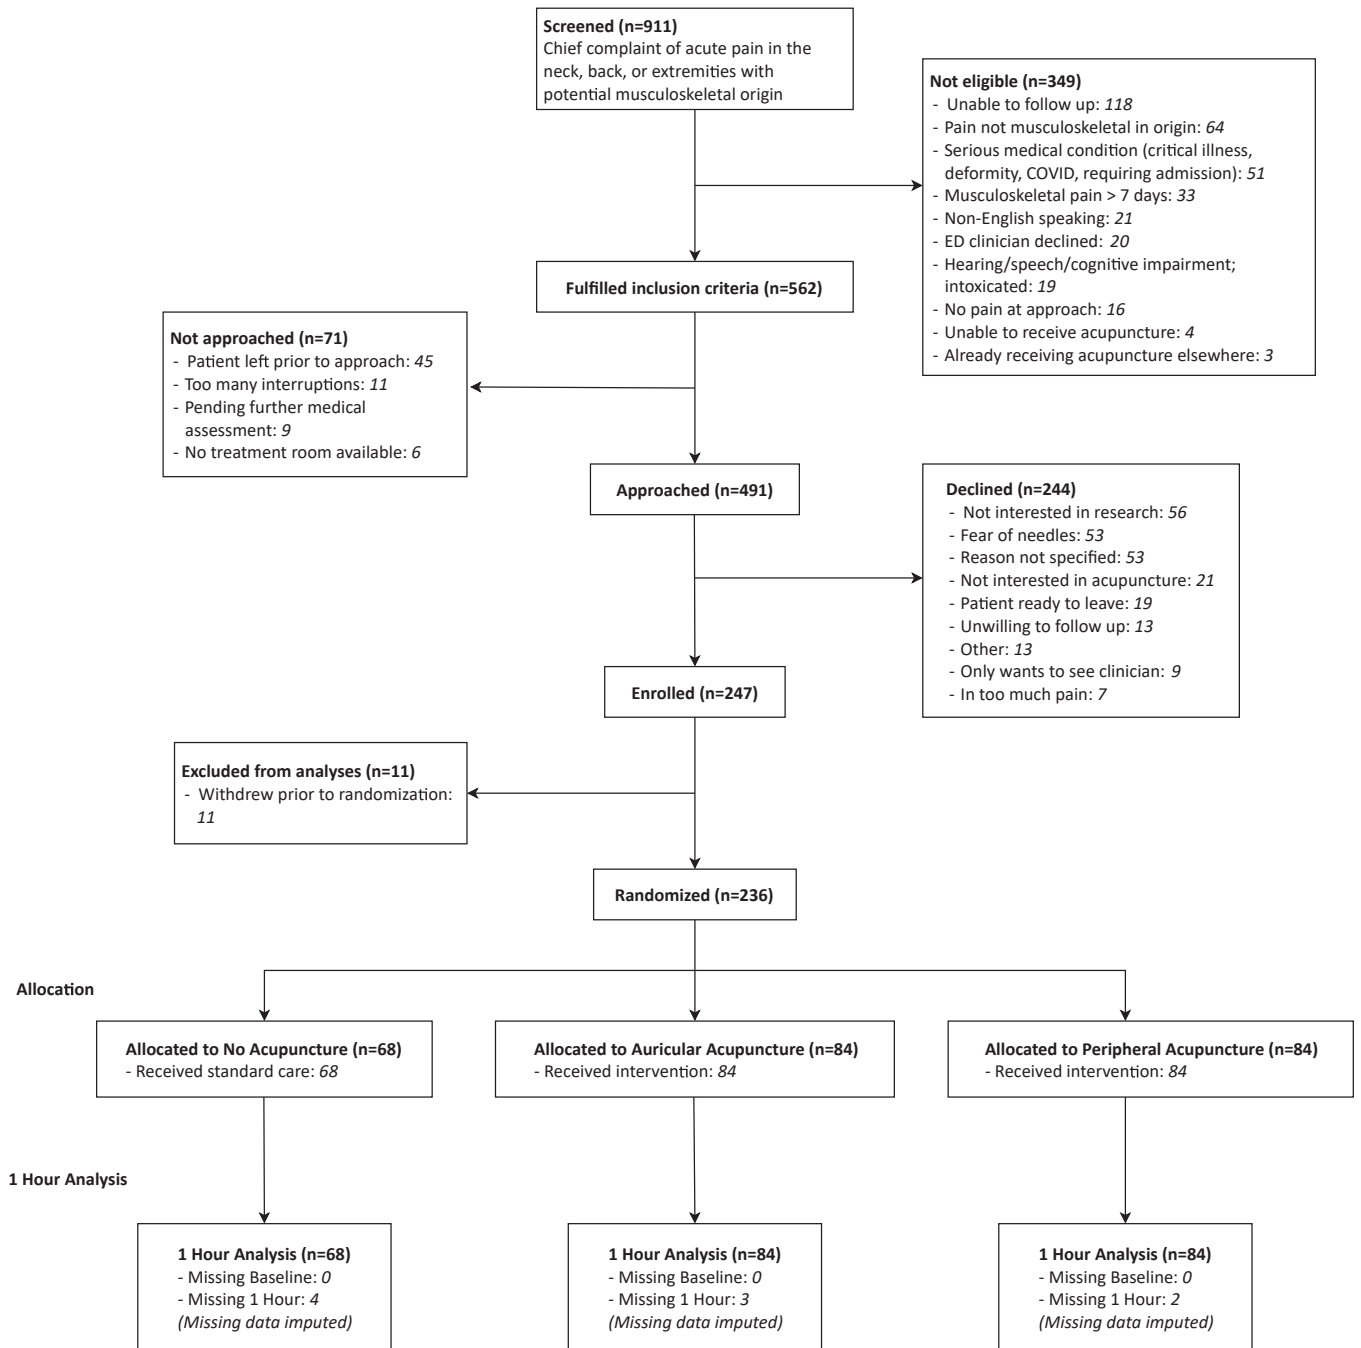 Screened (n=911)
Chief complaint of acute pain in the
neck, back, or extremities with
potential musculoskeletal origin
Not eligible (n=349)
- Unable to follow up: 118
- Pain not musculoskeletal in origin: 64
- Serious medical condition (critical illness,
deformity, COVID, requiring admission): 51
- Musculoskeletal pain > 7 days: 33
- Non-English speaking: 21
- ED clinician declined: 20
- Hearing/speech/cognitive impairment;
intoxicated: 19
- No pain at approach: 16
- Unable to receive acupuncture: 4
- Already receiving acupuncture elsewhere: 3
Fulfilled inclusion criteria (n=562)
Not approached (n=71)
- Patient left prior to approach: 45
- Too many interruptions: 11
- Pending further medical
assessment: 9
- No treatment room available: 6
Approached (n=491)
Declined (n=244)
- Not interested in research: 56
- Fear of needles: 53
- Reason not specified: 53
- Not interested in acupuncture: 21
- Patient ready to leave: 19
- Unwilling to follow up: 13
- Other: 13
- Only wants to see clinician: 9
- In too much pain: 7
Enrolled (n=247)
Excluded from analyses (n=11)
- Withdrew prior to randomization:
11
Randomized (n=236)
Allocation
Allocated to No Acupuncture (n=68)
- Received standard care: 68
Allocated to Auricular Acupuncture (n=84)
- Received intervention: 84
Allocated to Peripheral Acupuncture (n=84)
- Received intervention: 84
1 Hour Analysis
1 Hour Analysis (n=68)
- Missing Baseline: 0
- Missing 1 Hour: 4
(Missing data imputed)
1 Hour Analysis (n=84)
- Missing Baseline: 0
- Missing 1 Hour: 3
(Missing data imputed)
1 Hour Analysis (n=84)
- Missing Baseline: 0
- Missing 1 Hour: 2
(Missing data imputed)